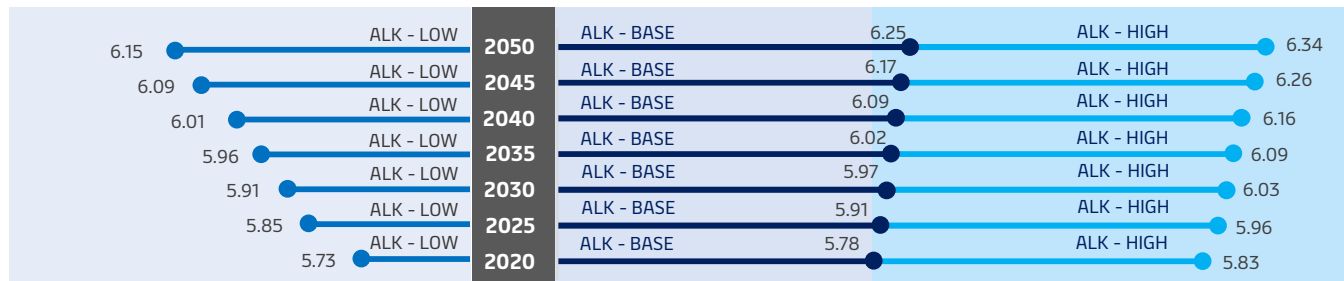 6.15 ALK - LOW 2050 ALK - BASE 6.25 ALK - HIGH 6.34
6.09 ALK - LOW 2045 ALK - BASE 6.17 ALK - HIGH 6.26
6.01 ALK - LOW 2040 ALK - BASE 6.09 ALK - HIGH 6.16
5.96 ALK - LOW 2035 ALK - BASE 6.02 ALK - HIGH 6.09
5.91 ALK - LOW 2030 ALK - BASE 5.97 ALK - HIGH 6.03
5.85 ALK - LOW 2025 ALK - BASE 5.91 ALK - HIGH 5.96
5.73 ALK - LOW 2020 ALK - BASE 5.78 ALK - HIGH 5.83